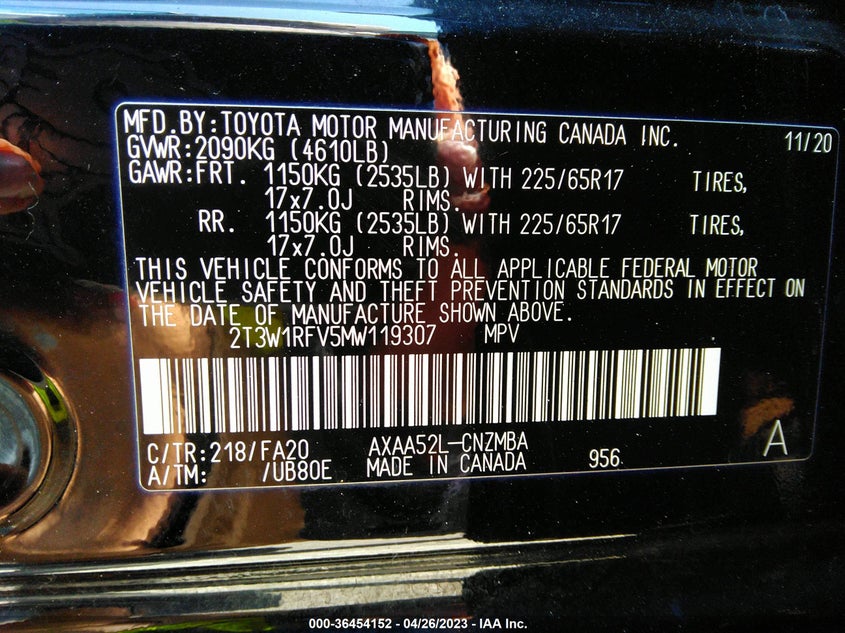 MFD.BY:TOYOTA MOTOR MANUFACTURING CANADA INC. 11/20
GVWR:2090KG (4610LB)
GAWR:FRT. 1150KG (2535LB) WITH 225/65R17 TIRES,
17x7.0J RIMS.
RR. 1150KG (2535LB) WITH 225/65R17 TIRES,
17x7.0J RIMS.
THIS VEHICLE CONFORMS TO ALL APPLICABLE FEDERAL MOTOR
VEHICLE SAFETY AND THEFT PREVENTION STANDARDS IN EFFECT ON
THE DATE OF MANUFACTURE SHOWN ABOVE.
2T3W1RFV5MW119307 MPV
C/TR:218/FA20 AXAA52L-CNZMBA
A/TM: /UB80E MADE IN CANADA 956 A
000-36454152 - 04/26/2023 - IAA Inc.